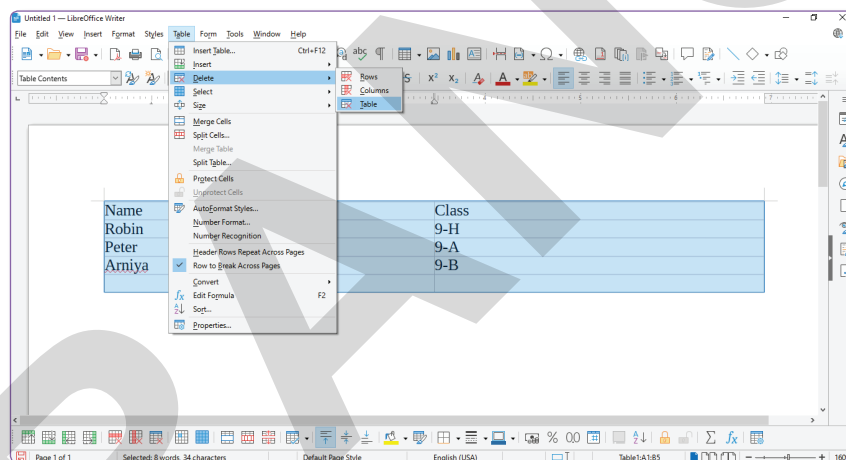 Untitled 1 — LibreOffice Writer
File Edit View Insert Format Styles Table Form Tools Window Help
Table Contents
Insert Table... Ctrl+F12
Insert
Delete
Select
Size
Merge Cells
Split Cells...
Merge Table
Split Table...
Protect Cells
Unprotect Cells
AutoFormat Styles...
Number Format...
Number Recognition
Header Rows Repeat Across Pages
Row to Break Across Pages
Convert
Edit Formula F2
Sort...
Properties...
Rows
Columns
Table
Name Class
Robin 9-H
Peter 9-A
Arniya 9-B
Page 1 of 1 Selected: 8 words, 34 characters Default Page Style English (USA) Table1:A1:B5 160